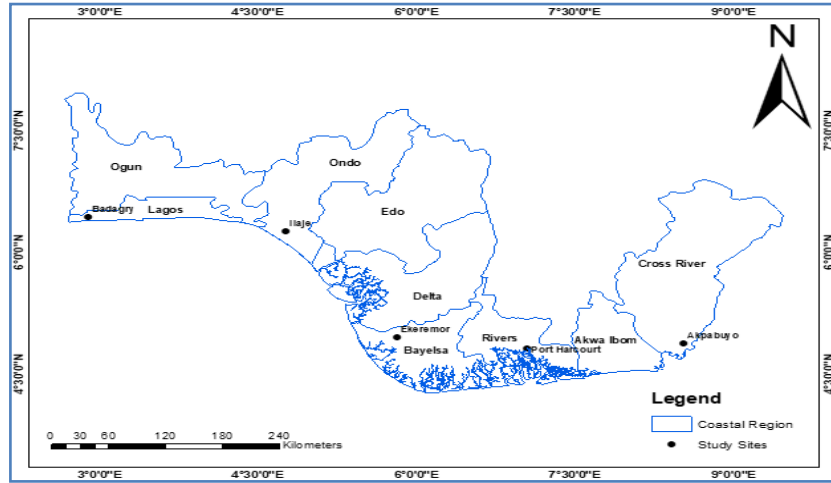 3°0'0"E 4°30'0"E 6°0'0"E 7°30'0"E 9°0'0"E
N
7°30'0"N 7°30'0"N
Ondo
Ogun
Badagry
Lagos
Edo
Ilaje
6°0'0"N 6°0'0"N
Cross River
Delta
Ekeremor
Rivers
Akwa Ibom
Akpabuyo
Bayelsa
Port Harcourt
4°30'0"N 4°30'0"N
Legend
Coastal Region
Study Sites
0 30 60 120 180 240
Kilometers
3°0'0"E 4°30'0"E 6°0'0"E 7°30'0"E 9°0'0"E